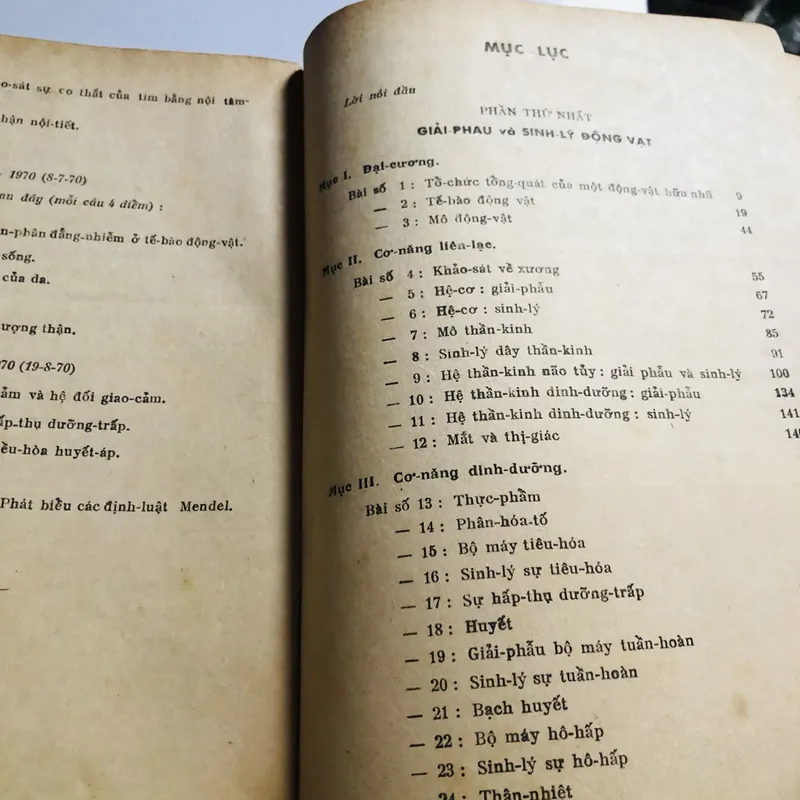 o-sát sự co thắt của tim bằng nội tâm-
hận nội-tiết.
1970 (8-7-70)
au đây (mỗi câu 4 điểm) :
n-phân đẳng-nhiễm ở tế-bào động-vật.
sống.
của da.
ượng thận.
70 (19-8-70)
ảm và hệ đối giao-cảm.
ấp-thụ dưỡng-trấp.
ều-hòa huyết-áp.
Phát biểu các định-luật Mendel.
MỤC LỤC
Lời nói đầu
PHẦN THỨ NHẤT
GIẢI-PHẪU và SINH-LÝ ĐỘNG VẬT
Mục I. Đại-cương.
Bài số 1 : Tổ-chức tổng-quát của một động-vật hữu nhũ 9
— 2 : Tế-bào động vật 19
— 3 : Mô động-vật 44
Mục II. Cơ-năng liên-lạc.
Bài số 4 : Khảo-sát về xương 55
— 5 : Hệ-cơ : giải-phẫu 67
— 6 : Hệ-cơ : sinh-lý 72
— 7 : Mô thần-kinh 85
— 8 : Sinh-lý dây thần-kinh 91
— 9 : Hệ thần-kinh não tủy : giải phẫu và sinh-lý 100
— 10 : Hệ thần-kinh dinh-dưỡng : giải-phẫu 134
— 11 : Hệ thần-kinh dinh-dưỡng : sinh-lý 141
— 12 : Mắt và thị-giác
Mục III. Cơ-năng dinh-dưỡng.
Bài số 13 : Thực-phẩm
— 14 : Phân-hóa-tố
— 15 : Bộ máy tiêu-hóa
— 16 : Sinh-lý sự tiêu-hóa
— 17 : Sự hấp-thụ dưỡng-trấp
— 18 : Huyết
— 19 : Giải-phẫu bộ máy tuần-hoàn
— 20 : Sinh-lý sự tuần-hoàn
— 21 : Bạch huyết
— 22 : Bộ máy hô-hấp
— 23 : Sinh-lý sự hô-hấp
— 24 : Thân-nhiệt